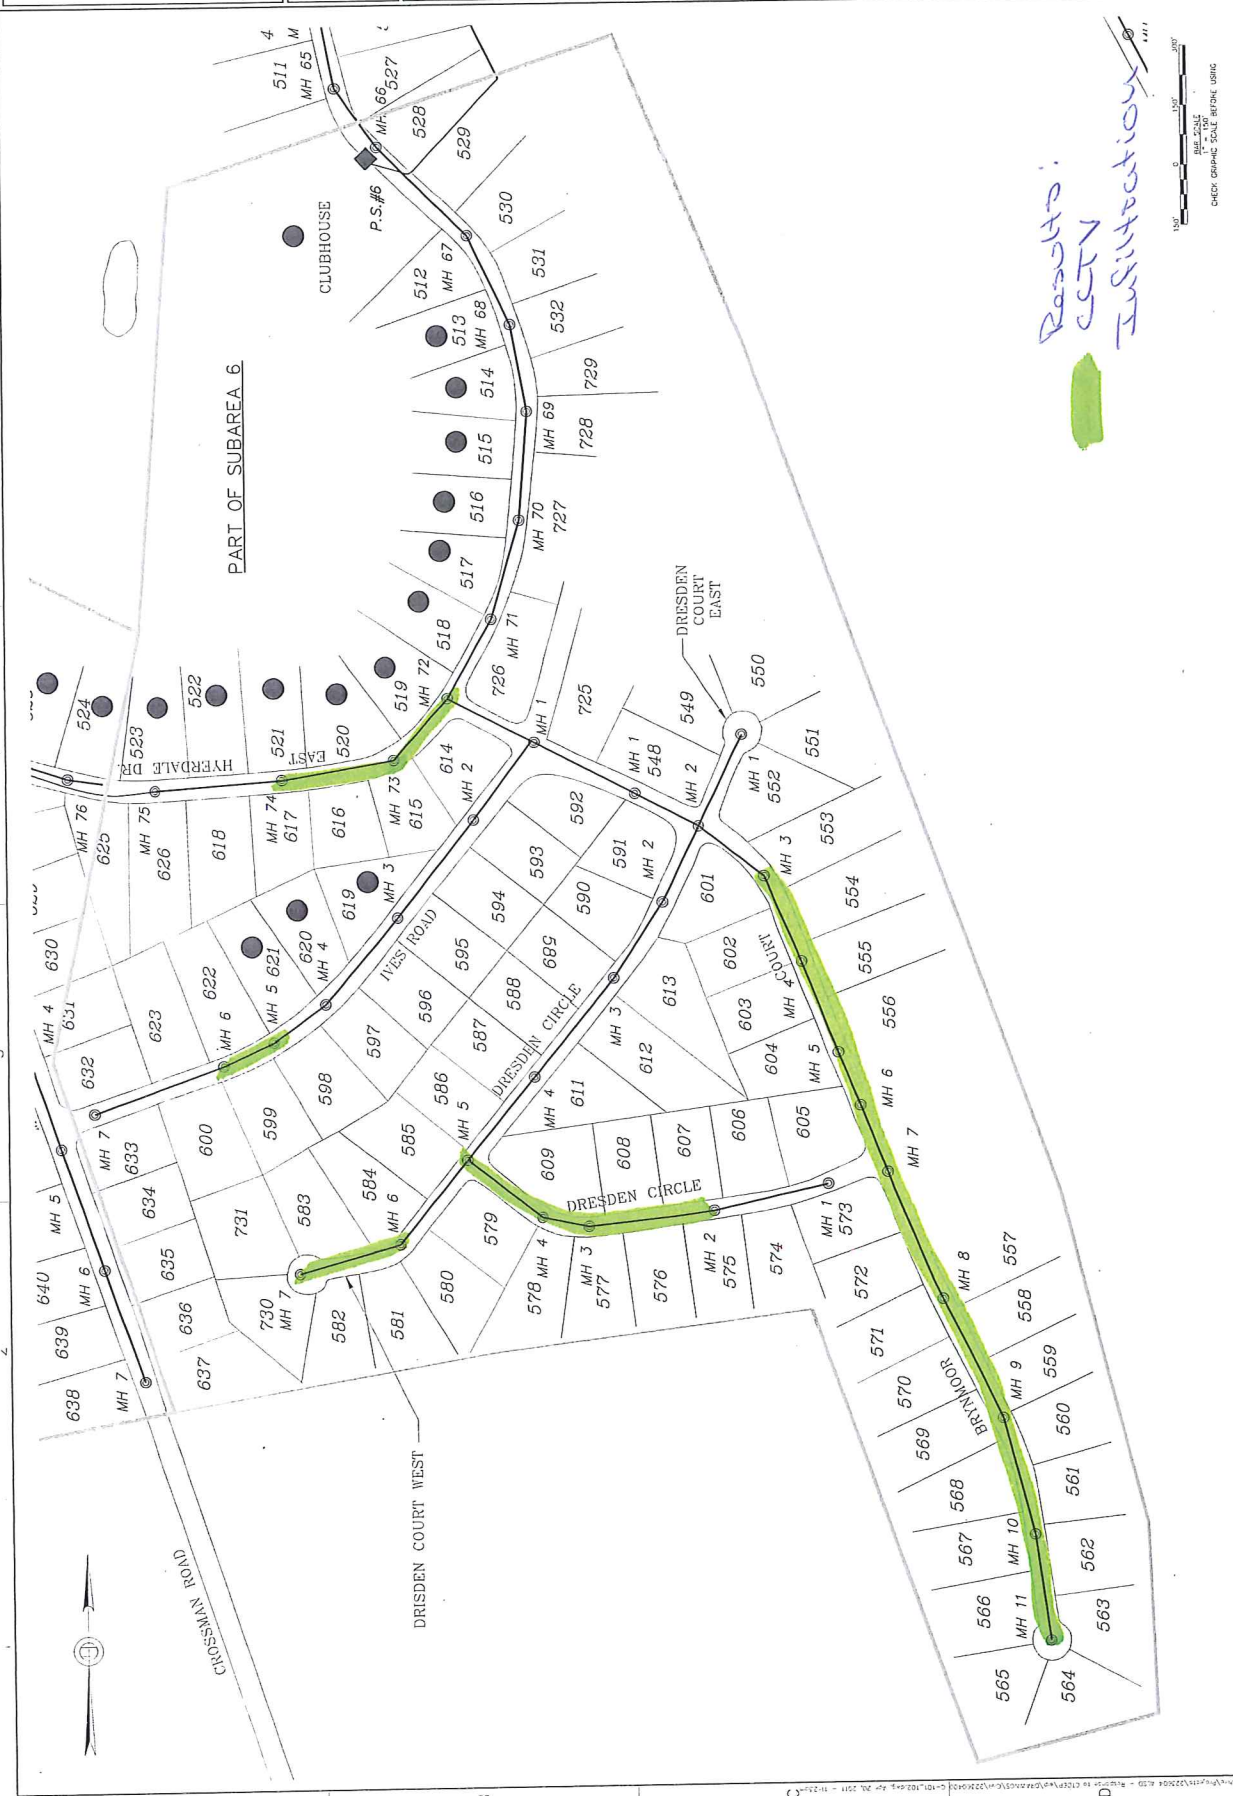 PART OF SUBAREA 6
CLUBHOUSE
P.S.#6
511
MH 65
MH 66
527
528
529
530
531
532
512
MH 67
513
MH 68
514
515
516
517
518
519
MH 69
729
728
MH 70
727
MH 71
726
MH 72
524
523
522
521
520
HYERDALE DR.
EAST
MH 76
625
MH 75
626
618
MH 74
617
616
MH 73
615
614
MH 2
MH 1
725
MH 1
548
549
MH 2
DRESDEN
COURT
EAST
550
551
MH 1
552
553
MH 3
554
555
556
MH 4
COURT
MH 5
MH 6
MH 7
592
591
MH 2
593
590
594
589
595
588
596
587
597
586
598
599
600
IVES ROAD
619
MH 3
620
MH 4
621
MH 5
622
MH 6
623
630
631
MH 4
632
MH 7
633
634
635
636
637
MH 5
640
MH 6
639
638
MH 7
CROSSMAN ROAD
731
583
584
585
MH 5
MH 6
730
MH 7
582
581
580
579
DRISDEN COURT WEST
DRESDEN CIRCLE
MH 3
MH 4
601
602
603
604
605
606
607
608
609
611
612
613
DRESDEN CIRCLE
578
MH 4
MH 3
577
576
MH 2
575
574
MH 1
573
572
571
570
569
568
567
566
565
564
563
562
561
560
559
558
557
BRYNMOOR
MH 8
MH 9
MH 10
MH 11
Results:
CCTV
Infiltration
150'
0
150'
300'
BAR SCALE
1" = 150'
CHECK GRAPHIC SCALE BEFORE USING